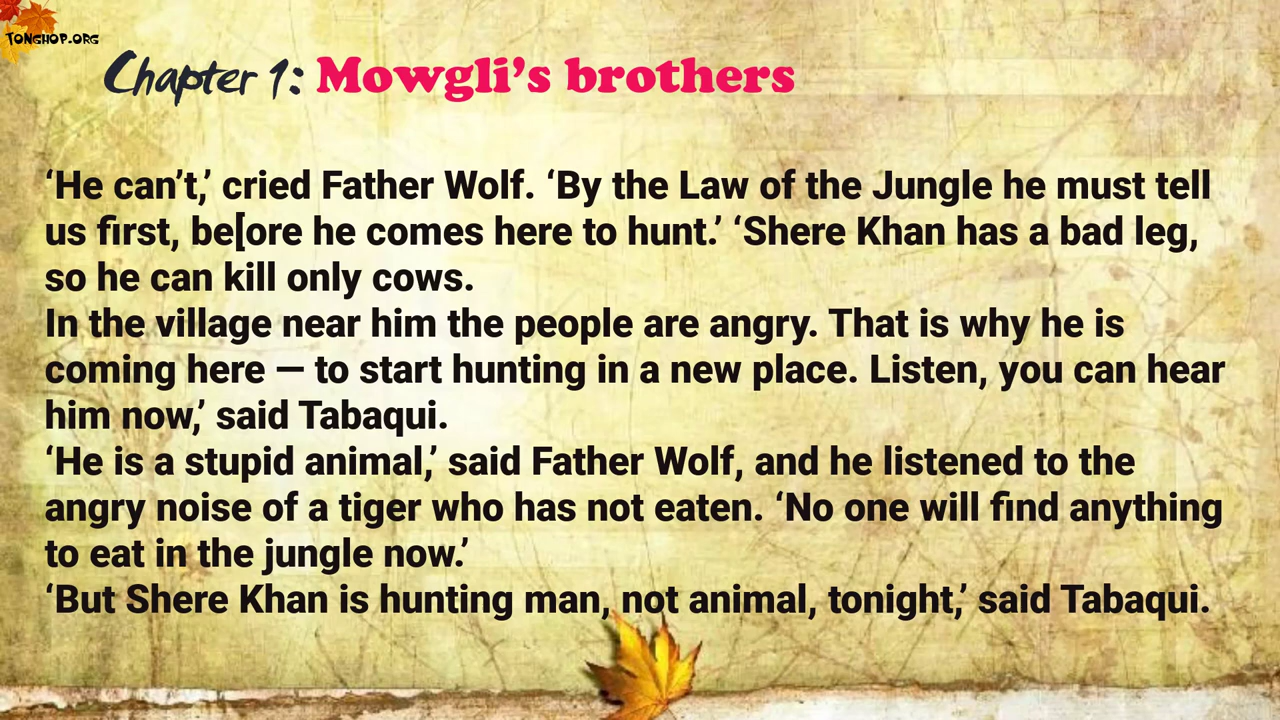 TONGHOP.ORG
Chapter 1: Mowgli’s brothers
‘He can’t,’ cried Father Wolf. ‘By the Law of the Jungle he must tell
us first, be[ore he comes here to hunt.’ ‘Shere Khan has a bad leg,
so he can kill only cows.
In the village near him the people are angry. That is why he is
coming here — to start hunting in a new place. Listen, you can hear
him now,’ said Tabaqui.
‘He is a stupid animal,’ said Father Wolf, and he listened to the
angry noise of a tiger who has not eaten. ‘No one will find anything
to eat in the jungle now.’
‘But Shere Khan is hunting man, not animal, tonight,’ said Tabaqui.